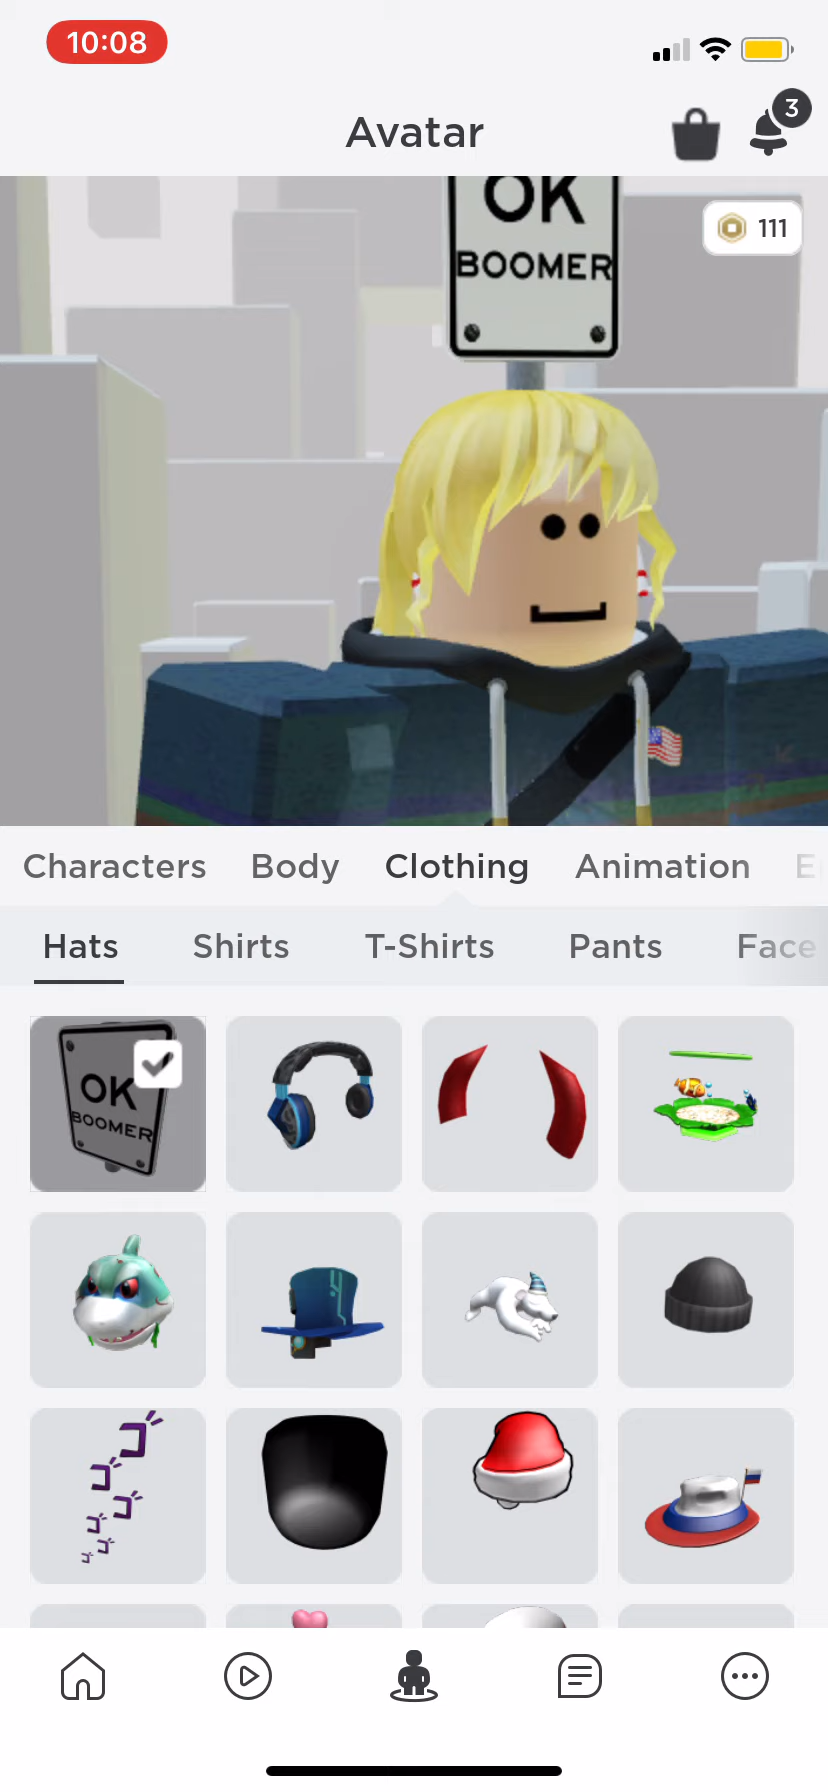 10:08
Avatar
3
OK
BOOMER
111
Characters Body Clothing Animation
Hats Shirts T-Shirts Pants Face
OK
BOOMER
ゴ
ゴ
ゴ
ゴ
ゴ
ゴ